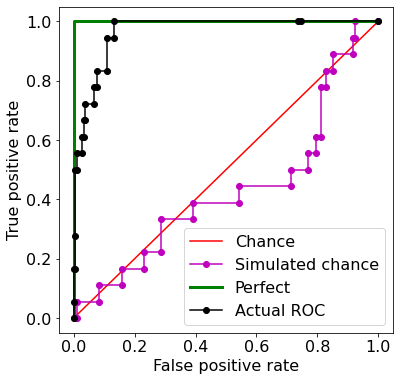 1.0
0.8
0.6
0.4
0.2
0.0
True positive rate
Chance
Simulated chance
Perfect
Actual ROC
0.0 0.2 0.4 0.6 0.8 1.0
False positive rate